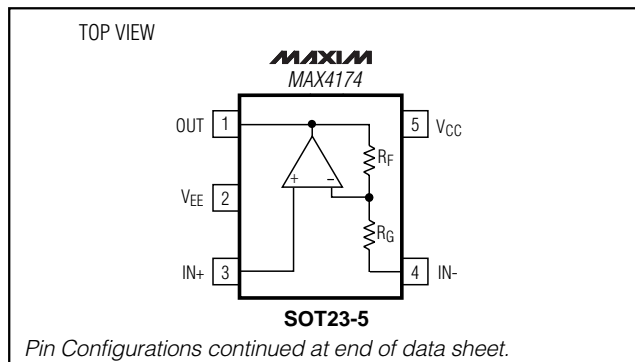 TOP VIEW
MAXIM
MAX4174
OUT 1
5 VCC
RF
+ −
VEE 2
RG
IN+ 3
4 IN-
SOT23-5
Pin Configurations continued at end of data sheet.